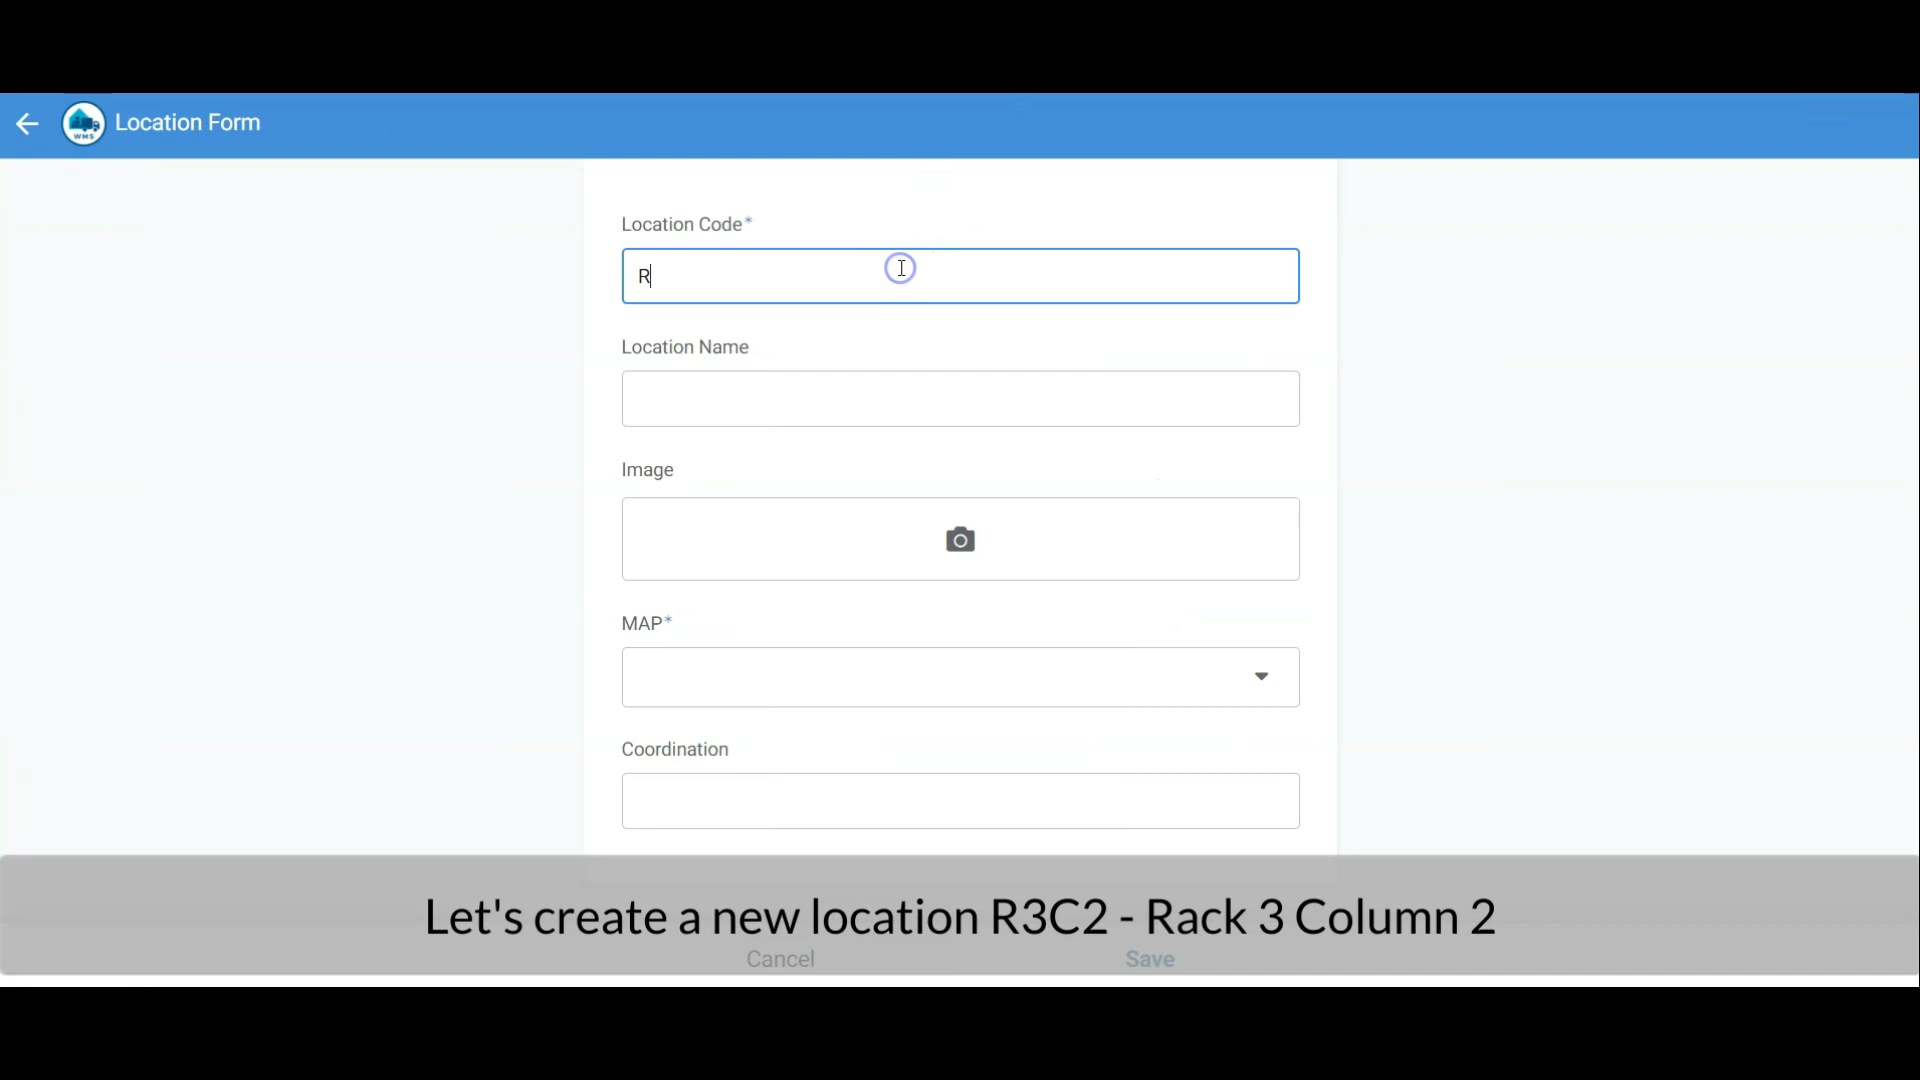 WMS
Location Form
Location Code*
R
Location Name
Image
MAP*
Coordination
Let's create a new location R3C2 - Rack 3 Column 2
Cancel
Save